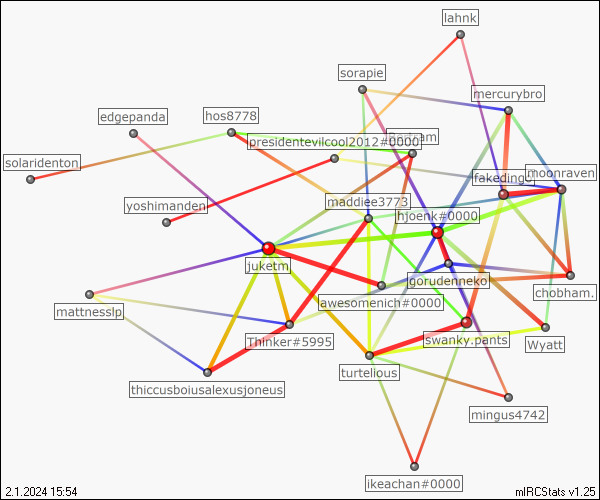 lahnk
sorapie
mercurybro
edgepanda
hos8778
presidentevilcool2012#0000
solaridenton
moonraven
yoshimanden
maddiee3773
hjoenk#0000
juketm
gorudenneko
chobham.
mattnesslp
awesomenich#0000
Thinker#5995
swanky.pants
Wyatt
turtelious
thiccusboiusalexusjoneus
mingus4742
ikeachan#0000
2.1.2024 15:54
mIRCStats v1.25